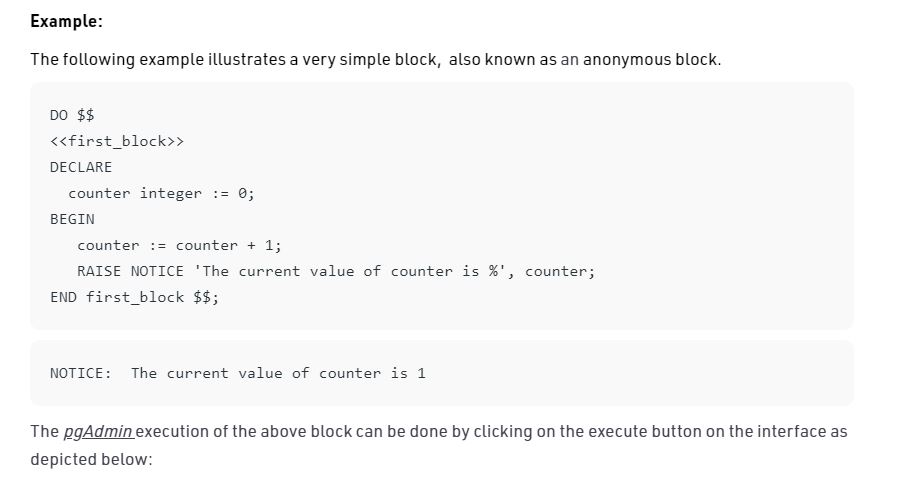 Example:
The following example illustrates a very simple block, also known as an anonymous block.
DO $$
<<first_block>>
DECLARE
  counter integer := 0;
BEGIN
   counter := counter + 1;
   RAISE NOTICE 'The current value of counter is %', counter;
END first_block $$;
NOTICE:  The current value of counter is 1
The pgAdmin execution of the above block can be done by clicking on the execute button on the interface as
depicted below: